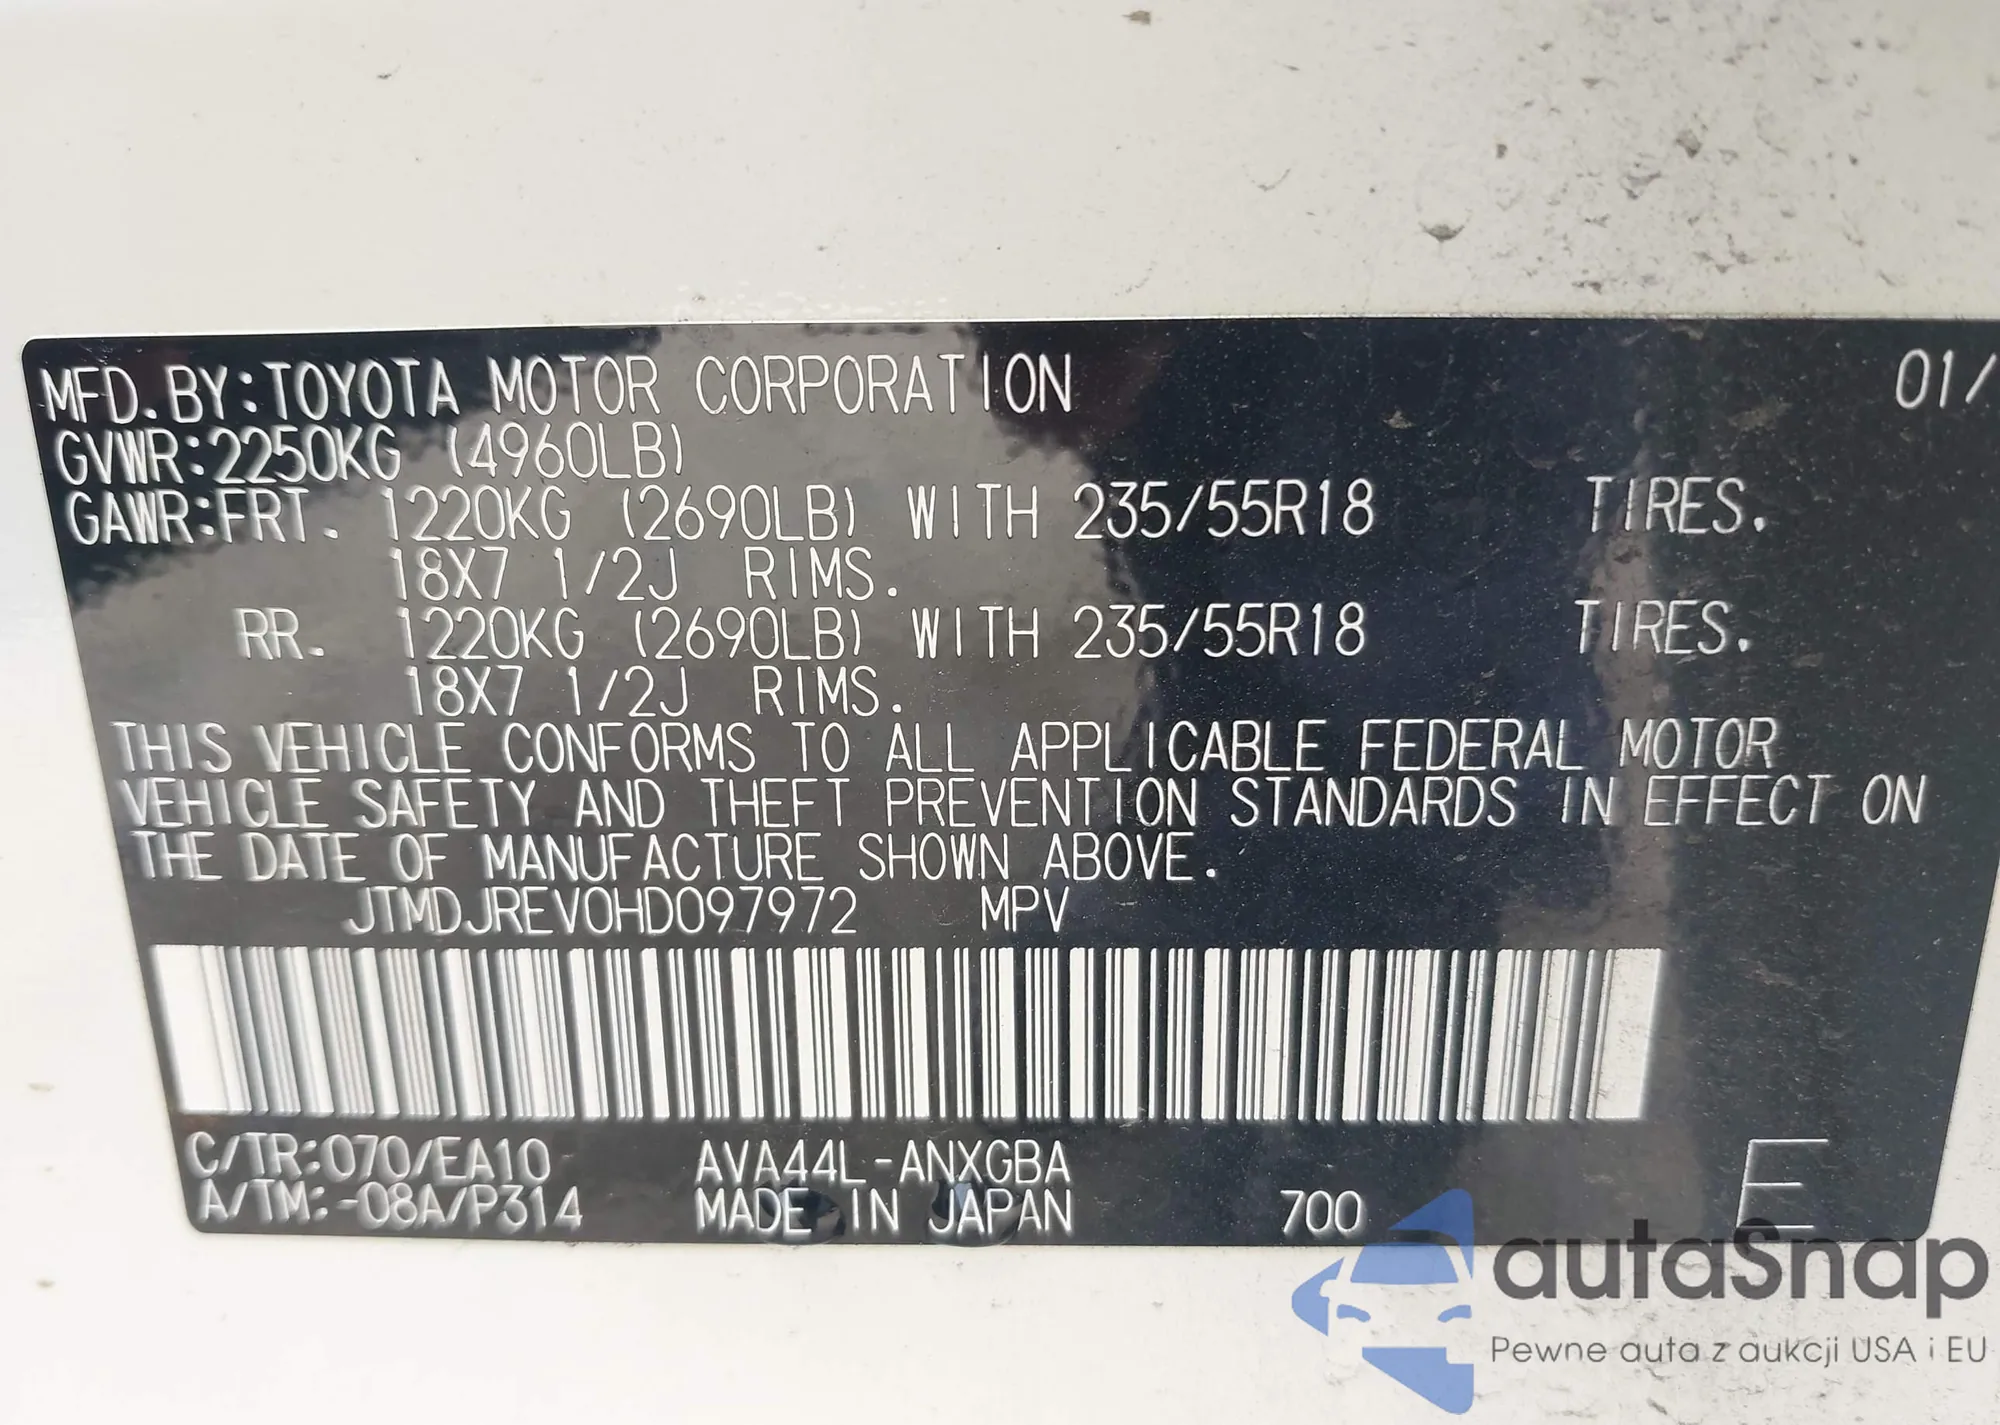 MFD. BY: TOYOTA MOTOR CORPORATION 01/
GVWR: 2250KG (4960LB)
GAWR: FRT. 1220KG (2690LB) WITH 235/55R18 TIRES.
18X7 1/2J RIMS.
RR. 1220KG (2690LB) WITH 235/55R18 TIRES.
18X7 1/2J RIMS.
THIS VEHICLE CONFORMS TO ALL APPLICABLE FEDERAL MOTOR
VEHICLE SAFETY AND THEFT PREVENTION STANDARDS IN EFFECT ON
THE DATE OF MANUFACTURE SHOWN ABOVE.
JTMDJREV0HD097972 MPV
C/TR: 070/EA10 AVA44L-ANXGBA
A/TM: -08A/P314 MADE IN JAPAN 700 E
autaSnap
Pewne auta z aukcji USA i EU